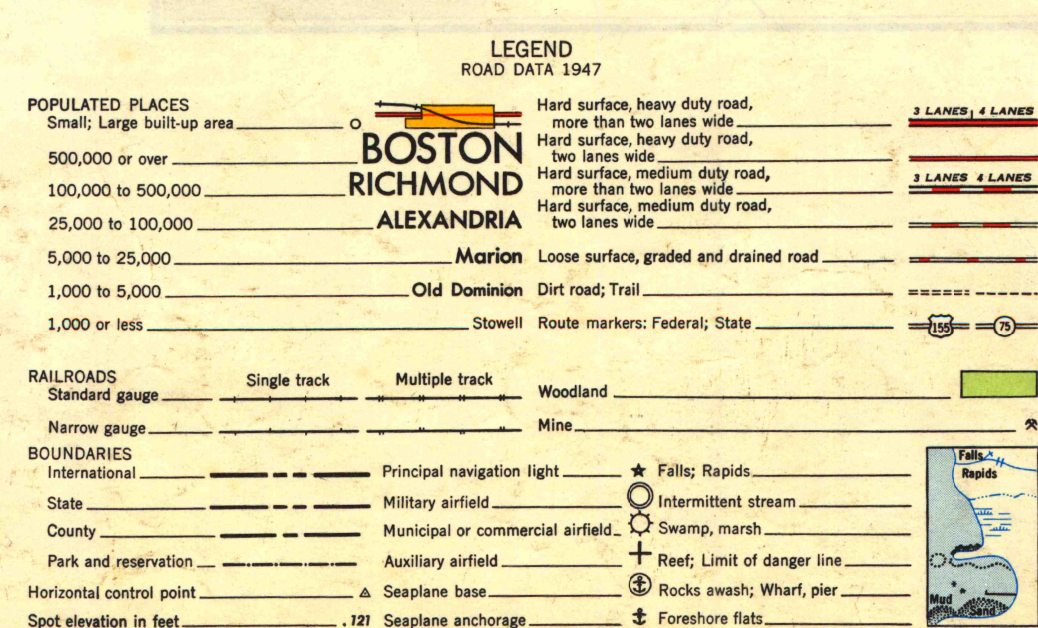 LEGEND
ROAD DATA 1947
POPULATED PLACES
Small; Large built-up area
500,000 or over BOSTON
100,000 to 500,000 RICHMOND
25,000 to 100,000 ALEXANDRIA
5,000 to 25,000 Marion
1,000 to 5,000 Old Dominion
1,000 or less Stowell
Hard surface, heavy duty road,
more than two lanes wide 3 LANES 4 LANES
Hard surface, heavy duty road,
two lanes wide
Hard surface, medium duty road,
more than two lanes wide 3 LANES 4 LANES
Hard surface, medium duty road,
two lanes wide
Loose surface, graded and drained road
Dirt road; Trail
Route markers: Federal; State 155 75
RAILROADS Single track Multiple track
Standard gauge
Narrow gauge
Woodland
Mine
BOUNDARIES
International
State
County
Park and reservation
Horizontal control point
Spot elevation in feet .121
Principal navigation light
Military airfield
Municipal or commercial airfield
Auxiliary airfield
Seaplane base
Seaplane anchorage
Falls; Rapids
Intermittent stream
Swamp, marsh
Reef; Limit of danger line
Rocks awash; Wharf, pier
Foreshore flats
Falls
Rapids
Mud
Sand